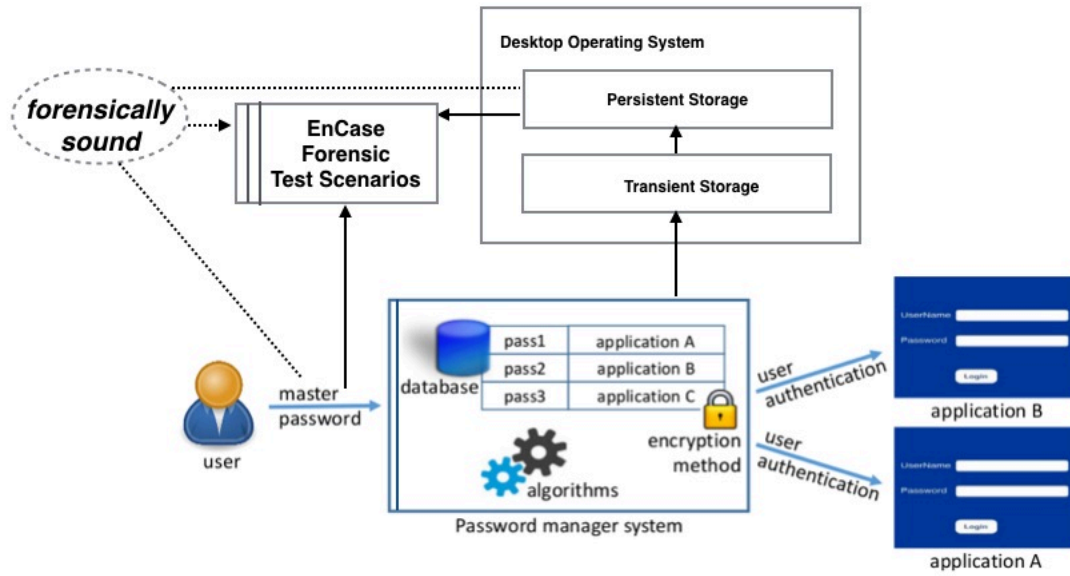 Desktop Operating System
Persistent Storage
Transient Storage
forensically
sound
EnCase
Forensic
Test Scenarios
user
master
password
database
pass1 application A
pass2 application B
pass3 application C
encryption
method
algorithms
Password manager system
user
authentication
user
authentication
UserName
Password
Login
application B
UserName
Password
Login
application A